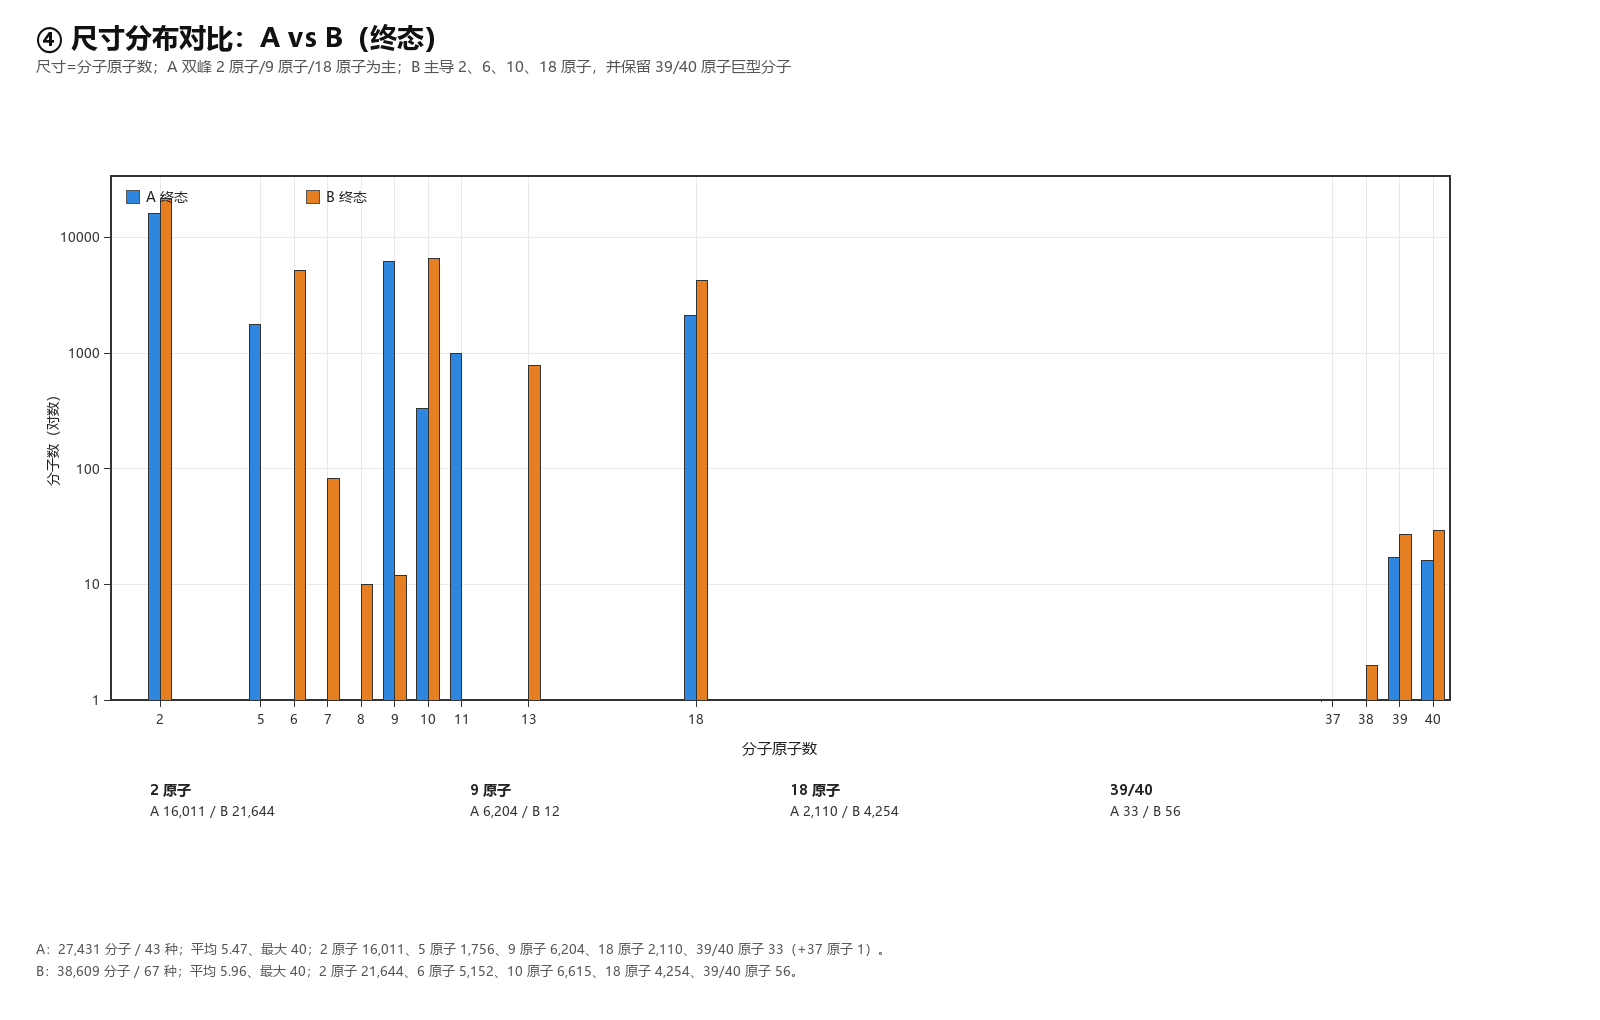 ④ 尺寸分布对比：A vs B（终态）
尺寸=分子原子数；A 双峰 2 原子/9 原子/18 原子为主；B 主导 2、6、10、18 原子，并保留 39/40 原子巨型分子
A 终态
B 终态
10000
1000
100
10
1
分子数（对数）
2 5 6 7 8 9 10 11 13 18 37 38 39 40
分子原子数
2 原子
A 16,011 / B 21,644
9 原子
A 6,204 / B 12
18 原子
A 2,110 / B 4,254
39/40
A 33 / B 56
A：27,431 分子 / 43 种；平均 5.47、最大 40；2 原子 16,011、5 原子 1,756、9 原子 6,204、18 原子 2,110、39/40 原子 33（+37 原子 1）。
B：38,609 分子 / 67 种；平均 5.96、最大 40；2 原子 21,644、6 原子 5,152、10 原子 6,615、18 原子 4,254、39/40 原子 56。